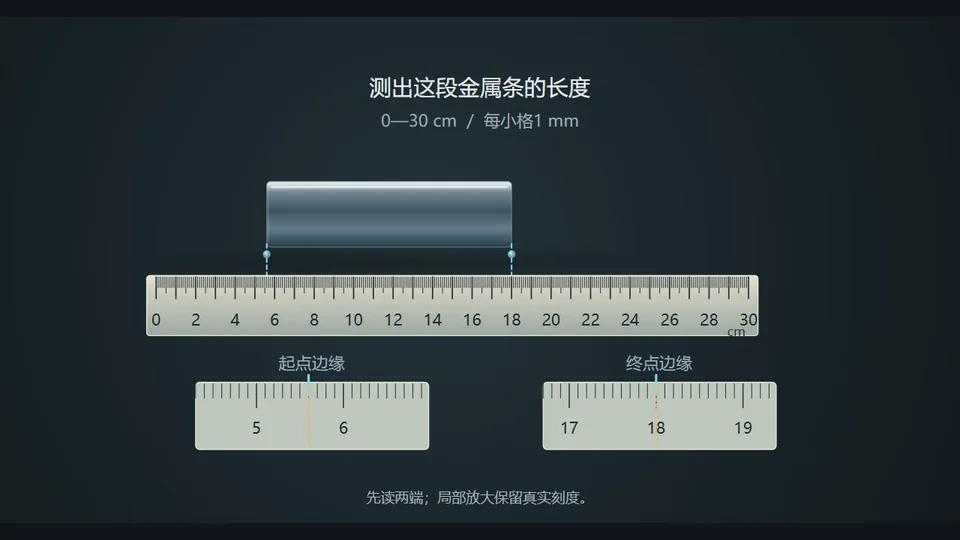 测出这段金属条的长度
0—30 cm / 每小格1 mm
0 2 4 6 8 10 12 14 16 18 20 22 24 26 28 30
cm
起点边缘 终点边缘
5 6 17 18 19
先读两端；局部放大保留真实刻度。